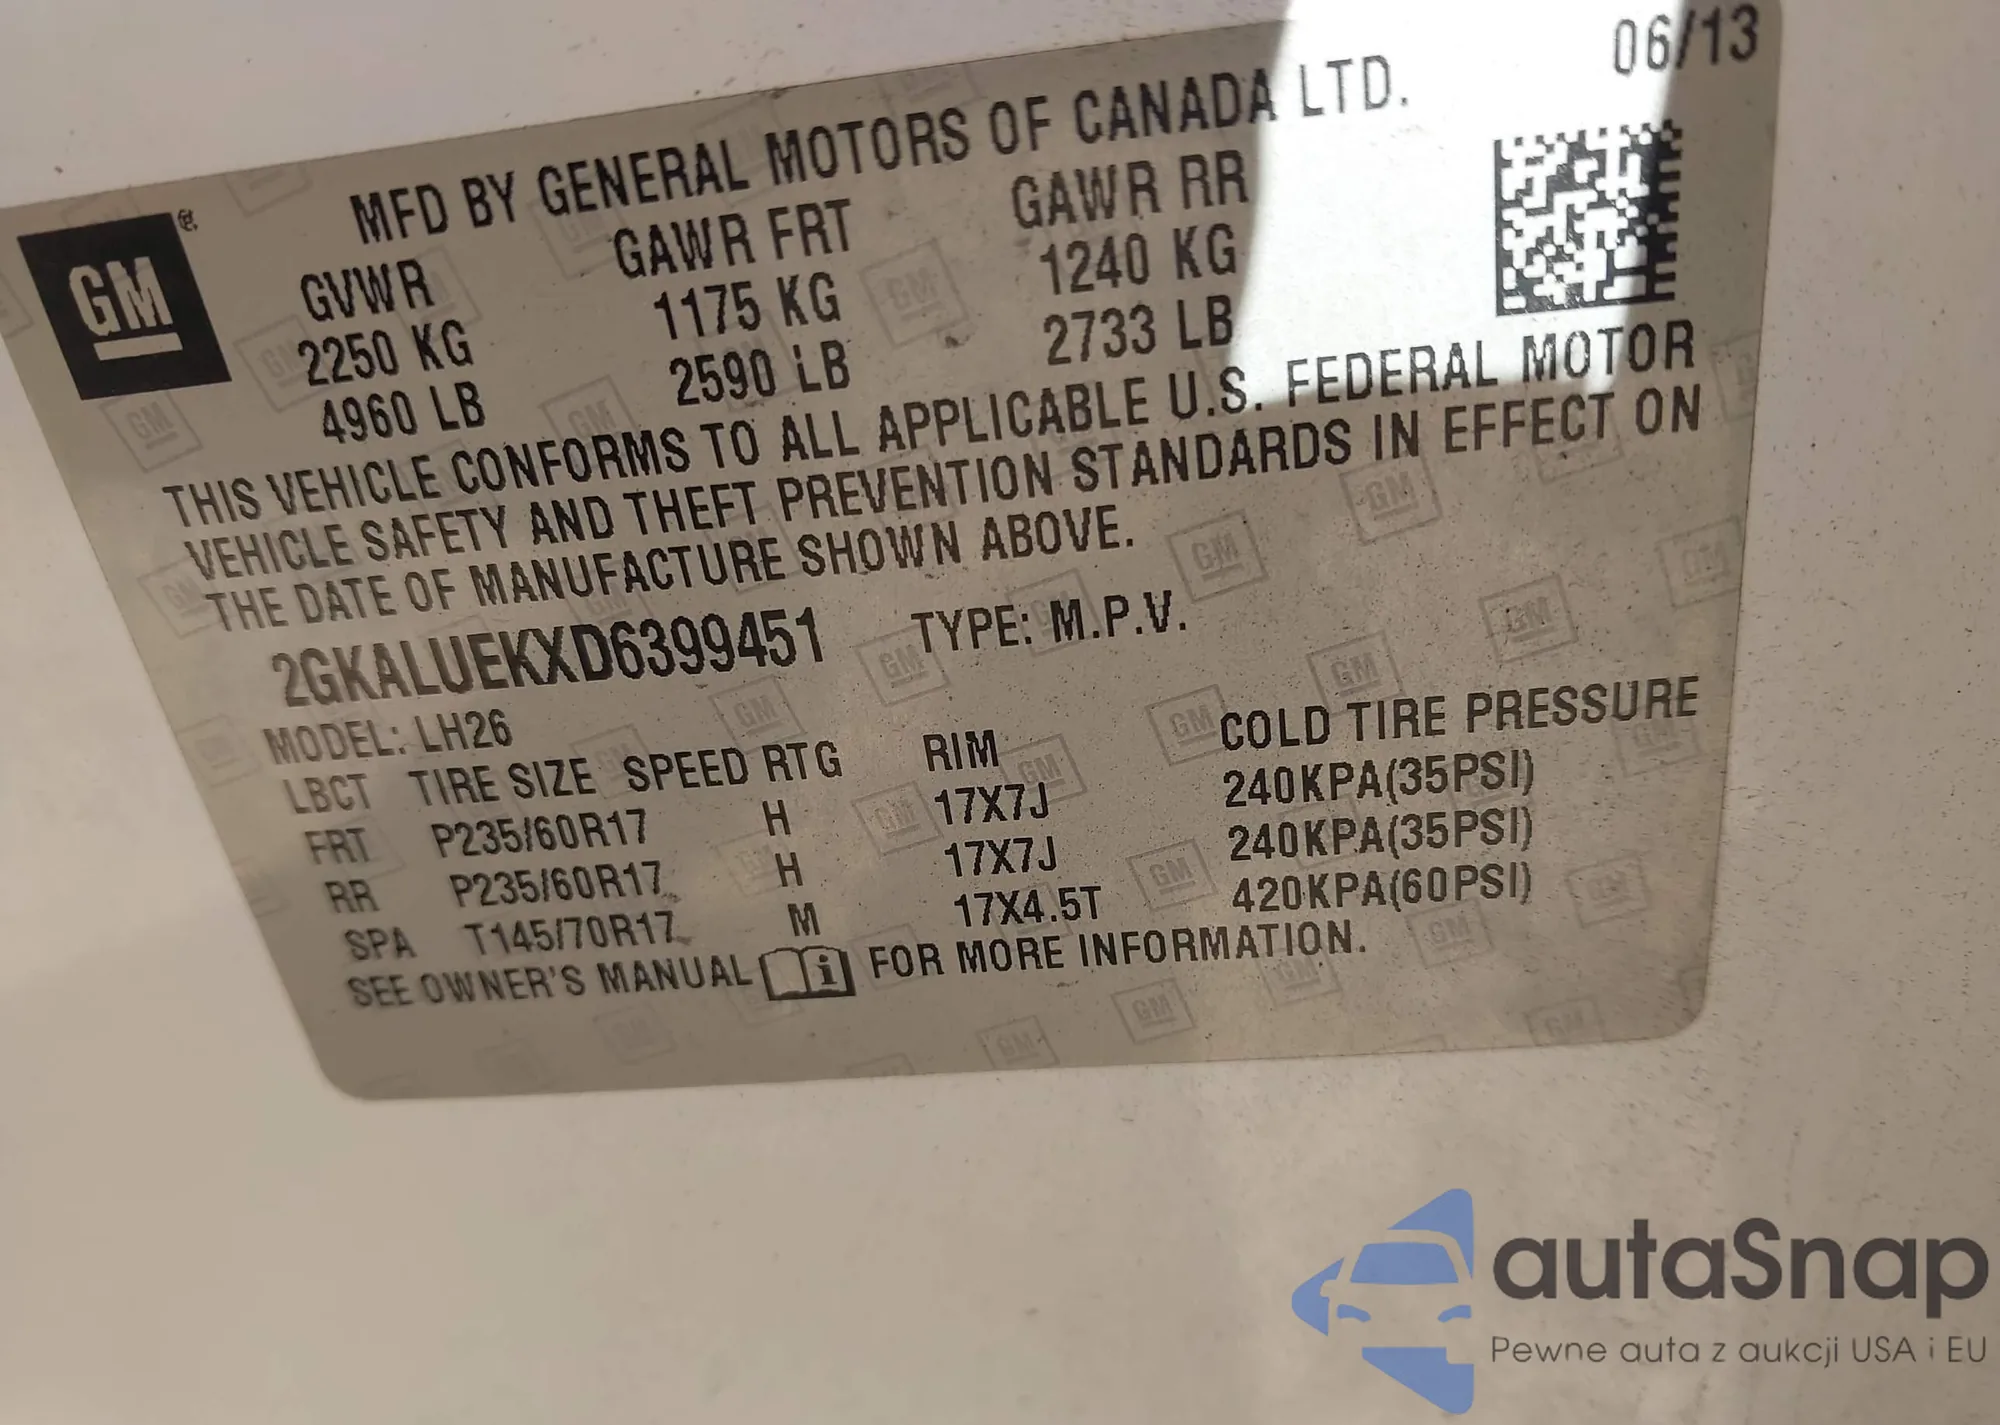 06/13
MFD BY GENERAL MOTORS OF CANADA LTD.
GM
GVWR GAWR FRT GAWR RR
2250 KG 1175 KG 1240 KG
4960 LB 2590 LB 2733 LB
THIS VEHICLE CONFORMS TO ALL APPLICABLE U.S. FEDERAL MOTOR
VEHICLE SAFETY AND THEFT PREVENTION STANDARDS IN EFFECT ON
THE DATE OF MANUFACTURE SHOWN ABOVE.
2GKALUEKXD6399451 TYPE: M.P.V.
MODEL: LH26
LBCT TIRE SIZE SPEED RTG RIM COLD TIRE PRESSURE
FRT P235/60R17 H 17X7J 240KPA(35PSI)
RR P235/60R17 H 17X7J 240KPA(35PSI)
SPA T145/70R17 M 17X4.5T 420KPA(60PSI)
SEE OWNER'S MANUAL i FOR MORE INFORMATION.
autaSnap
Pewne auta z aukcji USA i EU